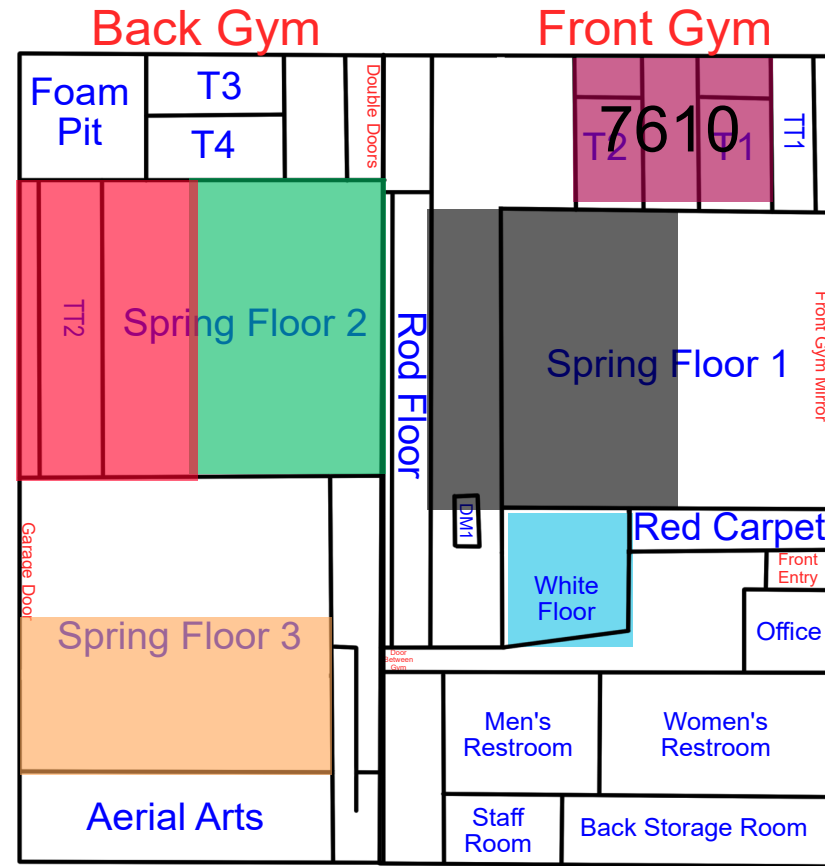 Back Gym
Front Gym
Foam
Pit
T3
T4
Double Doors
7610
T2
T1
TT1
TT2
Spring Floor 2
Rod Floor
Spring Floor 1
Front Gym Mirror
DM1
Red Carpet
Garage Door
White
Floor
Front
Entry
Spring Floor 3
Office
Door
Between
Gym
Men's
Restroom
Women's
Restroom
Aerial Arts
Staff
Room
Back Storage Room